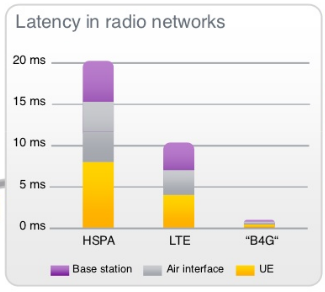 Latency in radio networks
20 ms
15 ms
10 ms
5 ms
0 ms
HSPA LTE “B4G“
Base station Air interface UE